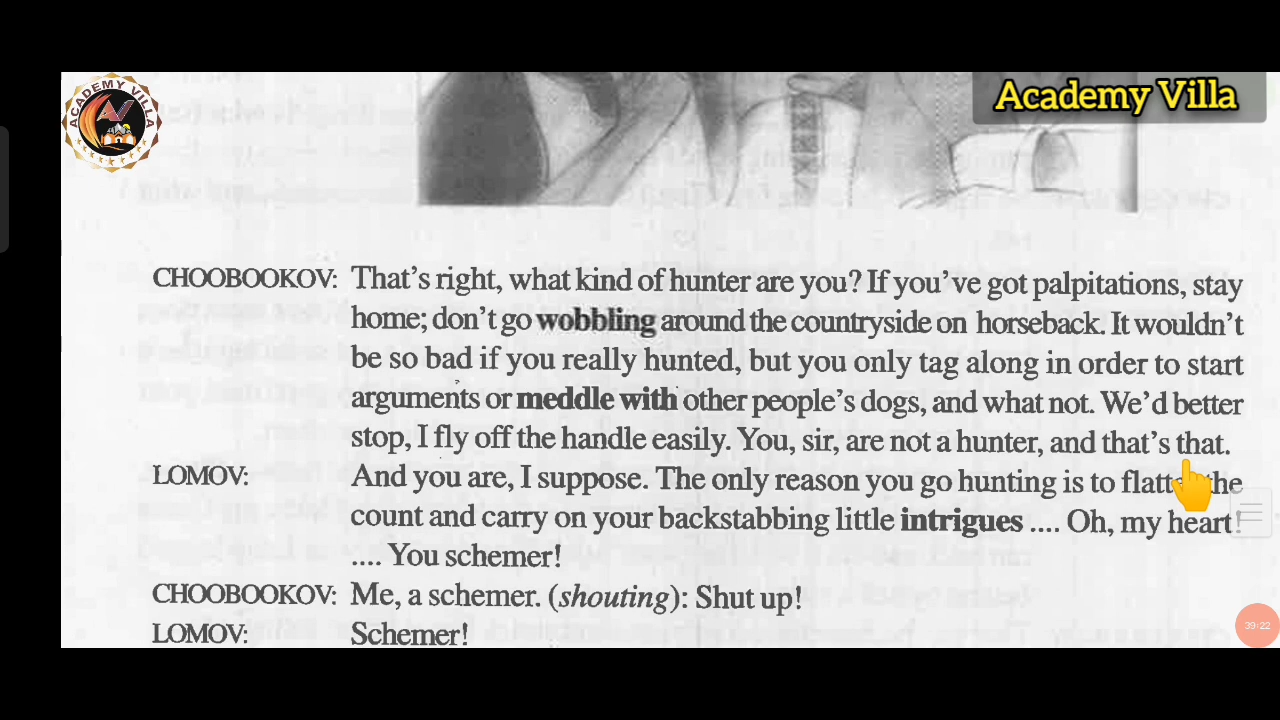 ACADEMY VILLA
AV
Academy Villa
CHOOBOOKOV: That's right, what kind of hunter are you? If you've got palpitations, stay
home; don't go wobbling around the countryside on horseback. It wouldn't
be so bad if you really hunted, but you only tag along in order to start
arguments or meddle with other people's dogs, and what not. We'd better
stop, I fly off the handle easily. You, sir, are not a hunter, and that's that.
LOMOV: And you are, I suppose. The only reason you go hunting is to the
count and carry on your backstabbing little intrigues .... Oh, my heart!
.... You schemer!
CHOOBOOKOV: Me, a schemer. (shouting): Shut up!
LOMOV: Schemer!
39/22